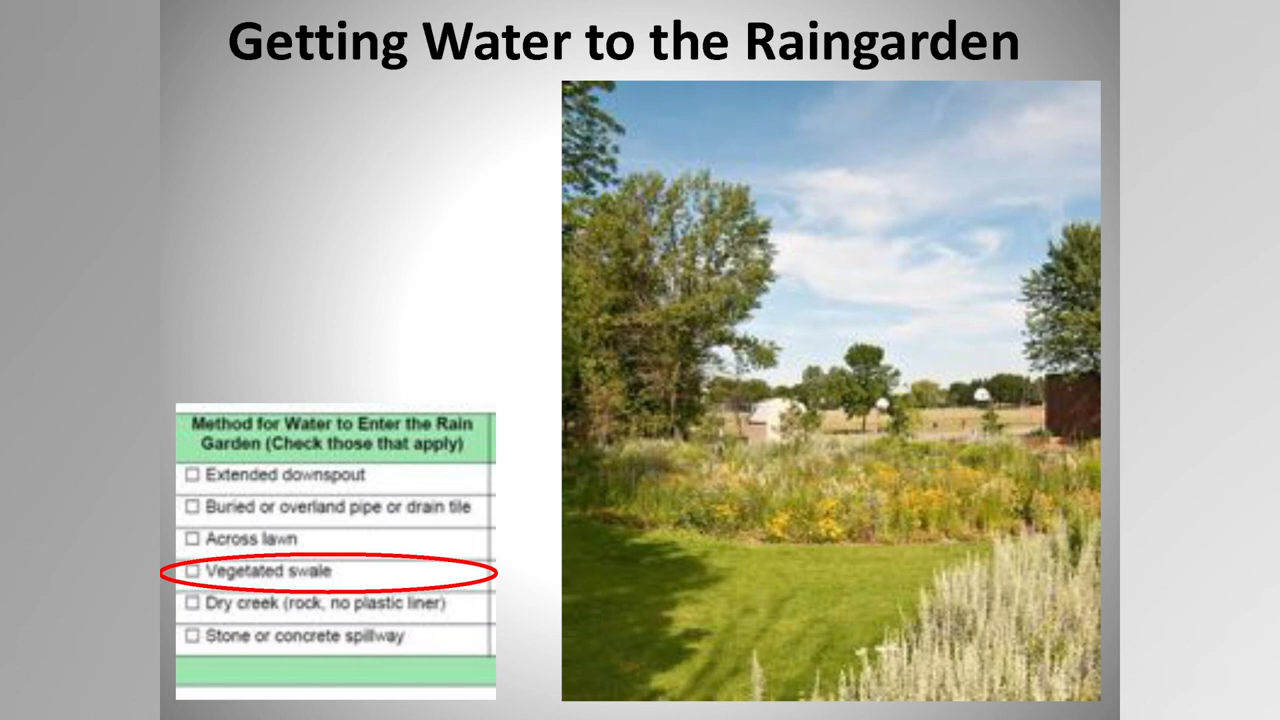 Getting Water to the Raingarden
Method for Water to Enter the Rain
Garden (Check those that apply)
☐ Extended downspout
☐ Buried or overland pipe or drain tile
☐ Across lawn
☐ Vegetated swale
☐ Dry creek (rock, no plastic liner)
☐ Stone or concrete spillway